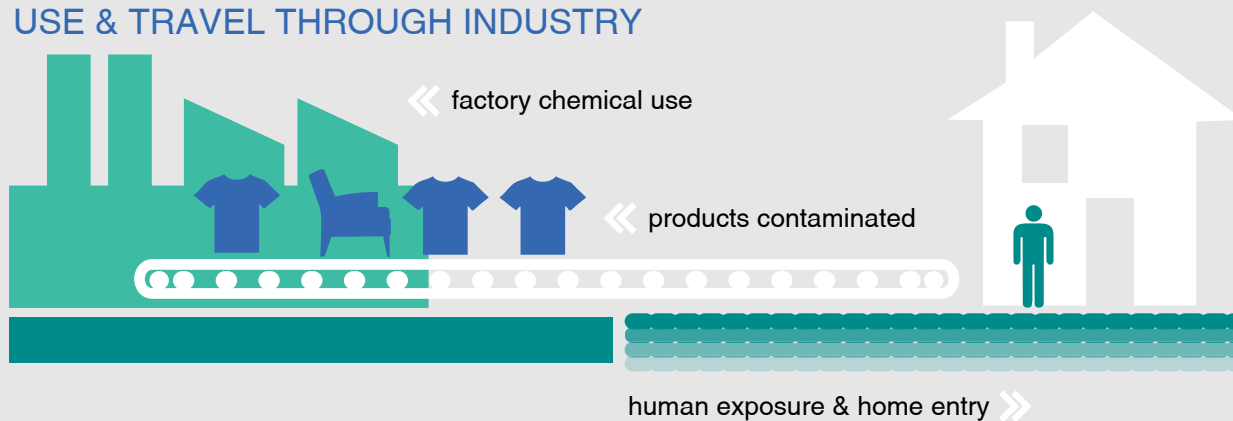 USE & TRAVEL THROUGH INDUSTRY
factory chemical use
products contaminated
human exposure & home entry